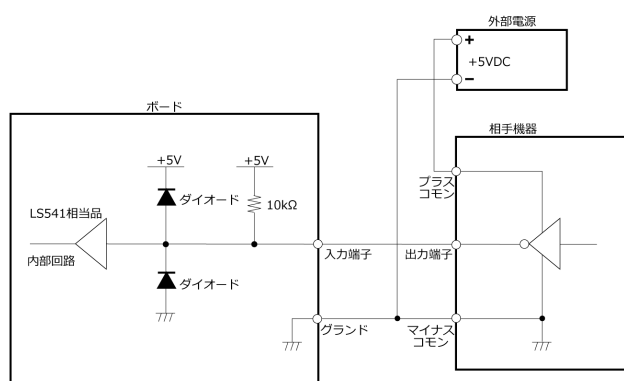 外部電源
+
+5VDC
−
ボード
相手機器
+5V
+5V
プラス
コモン
ダイオード
10kΩ
LS541相当品
入力端子
出力端子
内部回路
ダイオード
グランド
マイナス
コモン